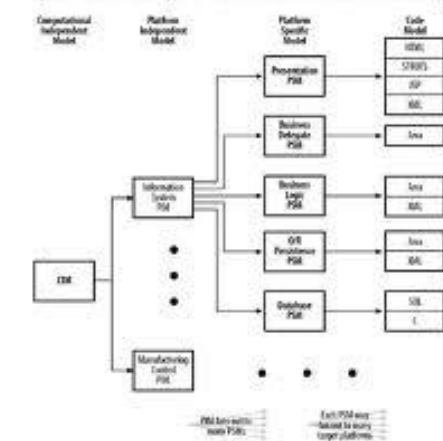 Computational
Independent
Model
Platform
Independent
Model
Platform
Specific
Model
Code
Model
Presentation
PSM
HTML
STRUTS
JSP
XML
Business
Delegate
PSM
Java
Information
System
PIM
Business
Logic
PSM
Java
XML
O/R
Persistence
PSM
Java
XML
CIM
Database
PSM
SQL
C
Manufacturing
Control
PIM
PIM fans out to
many PSMs
Each PSM may
fan out to many
target platforms